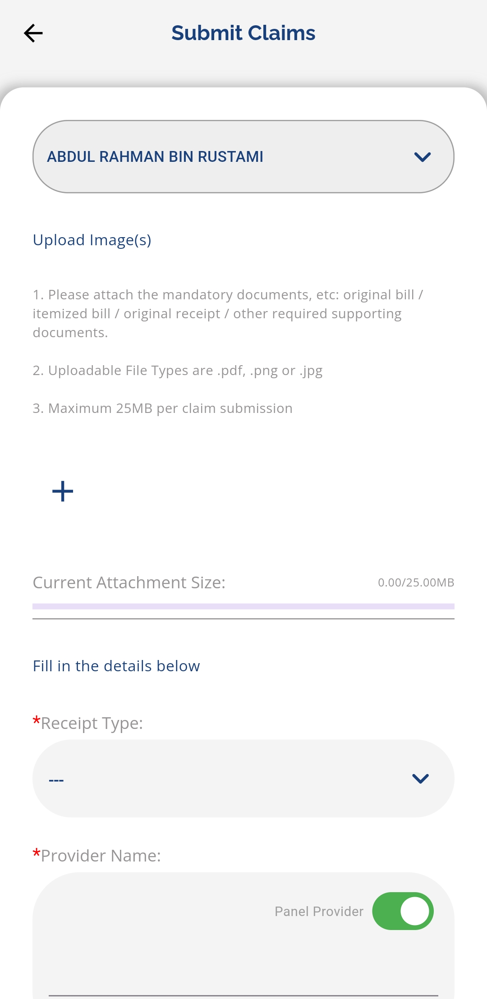 Submit Claims
ABDUL RAHMAN BIN RUSTAMI
Upload Image(s)
1. Please attach the mandatory documents, etc: original bill /
itemized bill / original receipt / other required supporting
documents.
2. Uploadable File Types are .pdf, .png or .jpg
3. Maximum 25MB per claim submission
Current Attachment Size: 0.00/25.00MB
Fill in the details below
*Receipt Type:
---
*Provider Name:
Panel Provider